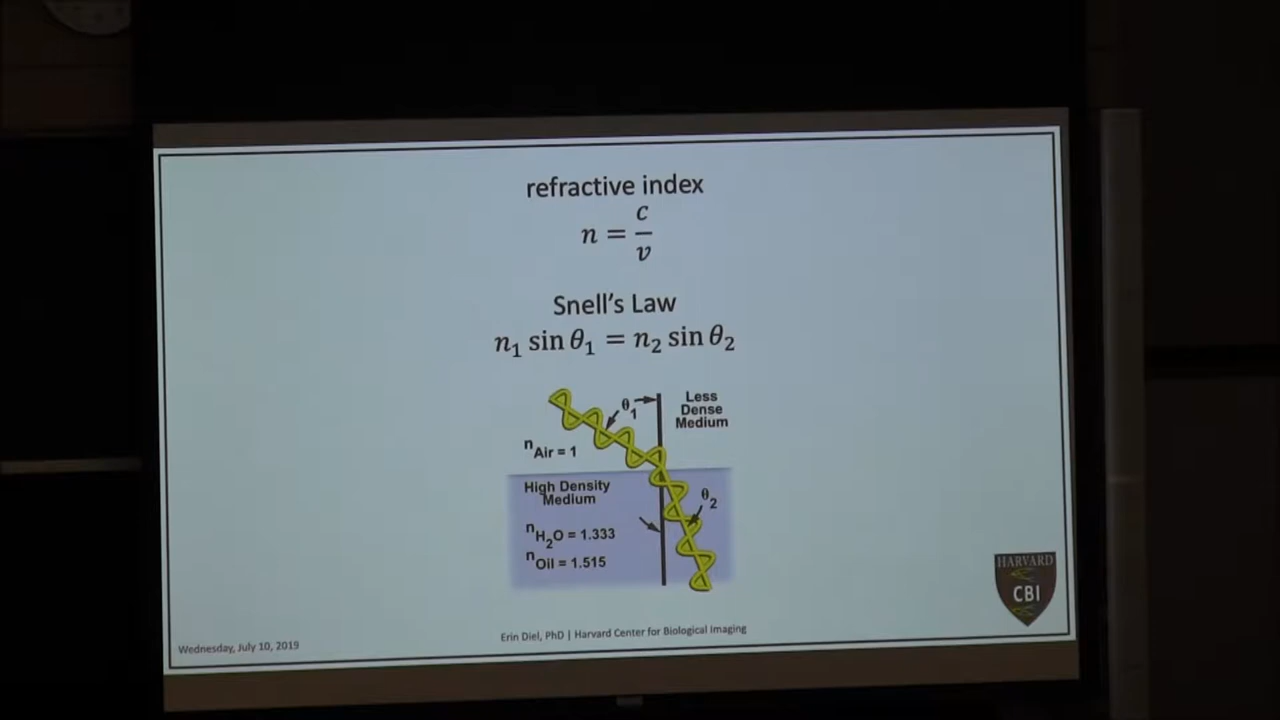 refractive index
n = c/v
Snell's Law
n₁ sin θ₁ = n₂ sin θ₂
θ₁
Less
Dense
Medium
nAir = 1
High Density
Medium
θ₂
nH₂O = 1.333
nOil = 1.515
HARVARD
CBI
Wednesday, July 10, 2019
Erin Diel, PhD | Harvard Center for Biological Imaging